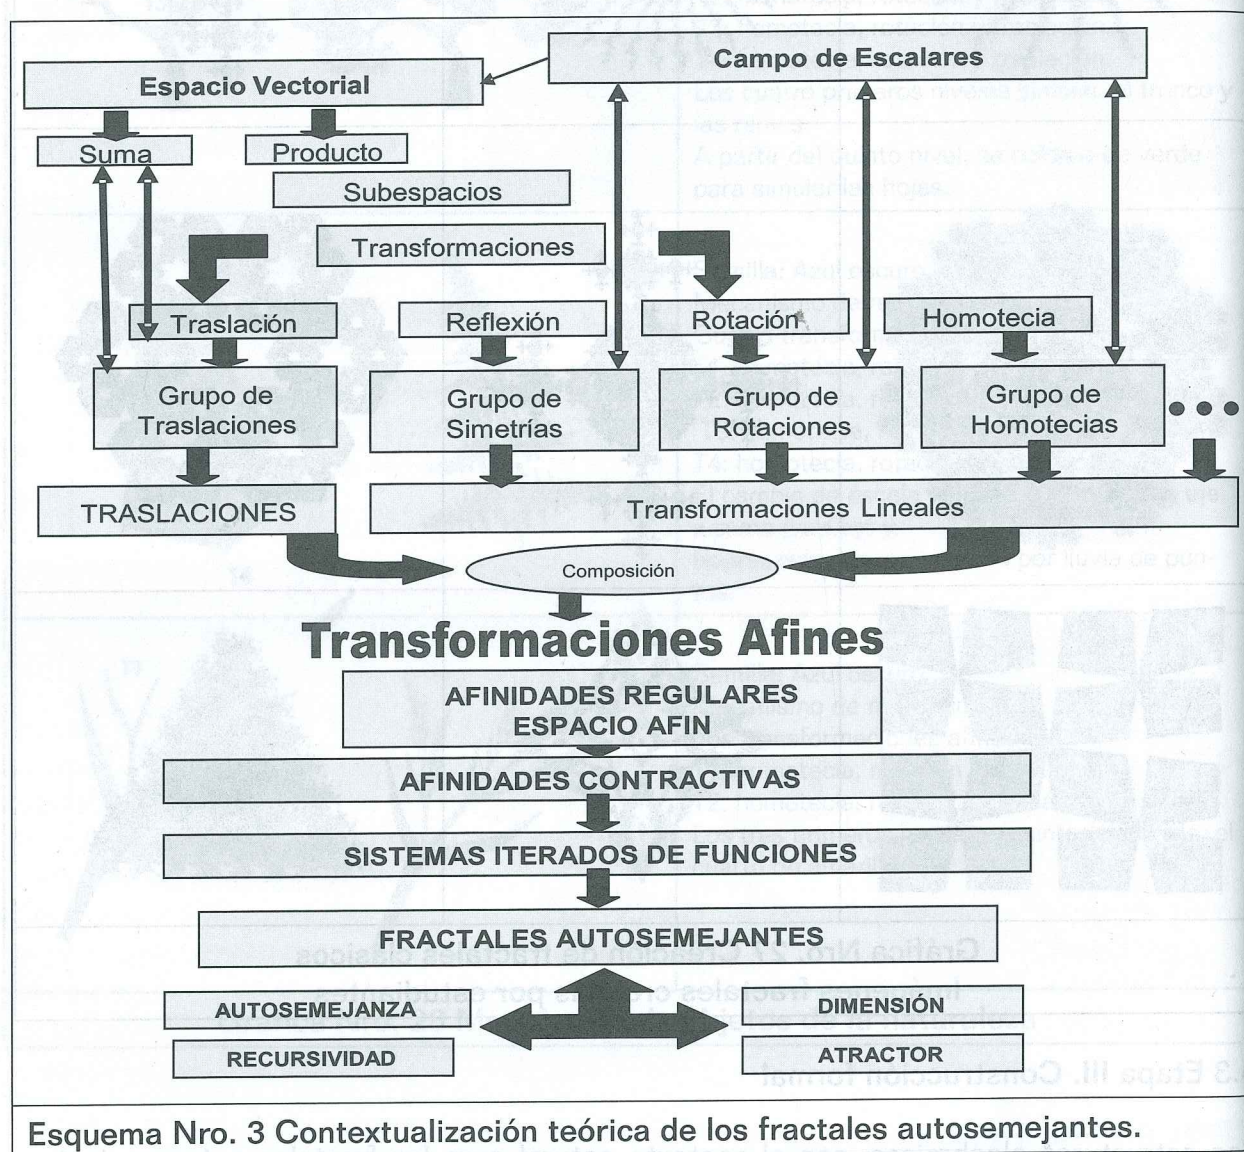 Campo de Escalares
Espacio Vectorial
Suma
Producto
Subespacios
Transformaciones
Traslación
Reflexión
Rotación
Homotecia
Grupo de
Traslaciones
Grupo de
Simetrías
Grupo de
Rotaciones
Grupo de
Homotecias
TRASLACIONES
Transformaciones Lineales
Composición
Transformaciones Afines
AFINIDADES REGULARES
ESPACIO AFIN
AFINIDADES CONTRACTIVAS
SISTEMAS ITERADOS DE FUNCIONES
FRACTALES AUTOSEMEJANTES
AUTOSEMEJANZA
DIMENSIÓN
RECURSIVIDAD
ATRACTOR
Esquema Nro. 3 Contextualización teórica de los fractales autosemejantes.